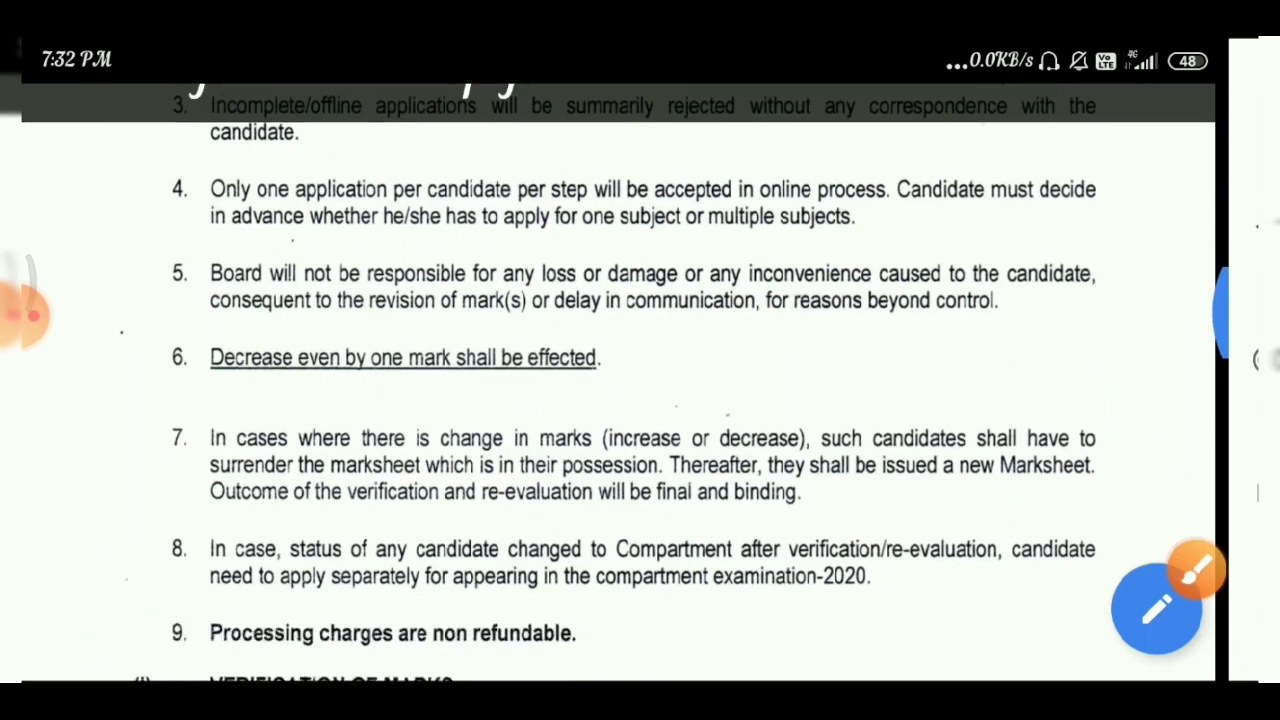 7:32 PM ...0.0KB/s Vo LTE 4G 48
3. Incomplete/offline applications will be summarily rejected without any correspondence with the
candidate.
4. Only one application per candidate per step will be accepted in online process. Candidate must decide
in advance whether he/she has to apply for one subject or multiple subjects.
5. Board will not be responsible for any loss or damage or any inconvenience caused to the candidate,
consequent to the revision of mark(s) or delay in communication, for reasons beyond control.
6. Decrease even by one mark shall be effected.
7. In cases where there is change in marks (increase or decrease), such candidates shall have to
surrender the marksheet which is in their possession. Thereafter, they shall be issued a new Marksheet.
Outcome of the verification and re-evaluation will be final and binding.
8. In case, status of any candidate changed to Compartment after verification/re-evaluation, candidate
need to apply separately for appearing in the compartment examination-2020.
9. Processing charges are non refundable.
(i) VERIFICATION OF MARKS